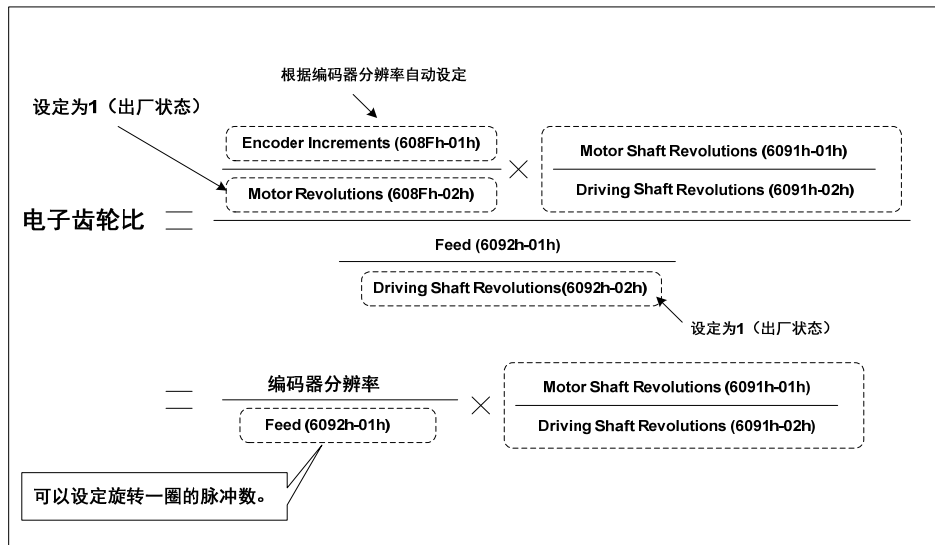 根据编码器分辨率自动设定
设定为1（出厂状态）
Encoder Increments (608Fh-01h)
Motor Revolutions (608Fh-02h)
×
Motor Shaft Revolutions (6091h-01h)
Driving Shaft Revolutions (6091h-02h)
电子齿轮比 =
Feed (6092h-01h)
Driving Shaft Revolutions(6092h-02h)
设定为1（出厂状态）
=
编码器分辨率
Feed (6092h-01h)
×
Motor Shaft Revolutions (6091h-01h)
Driving Shaft Revolutions (6091h-02h)
可以设定旋转一圈的脉冲数。